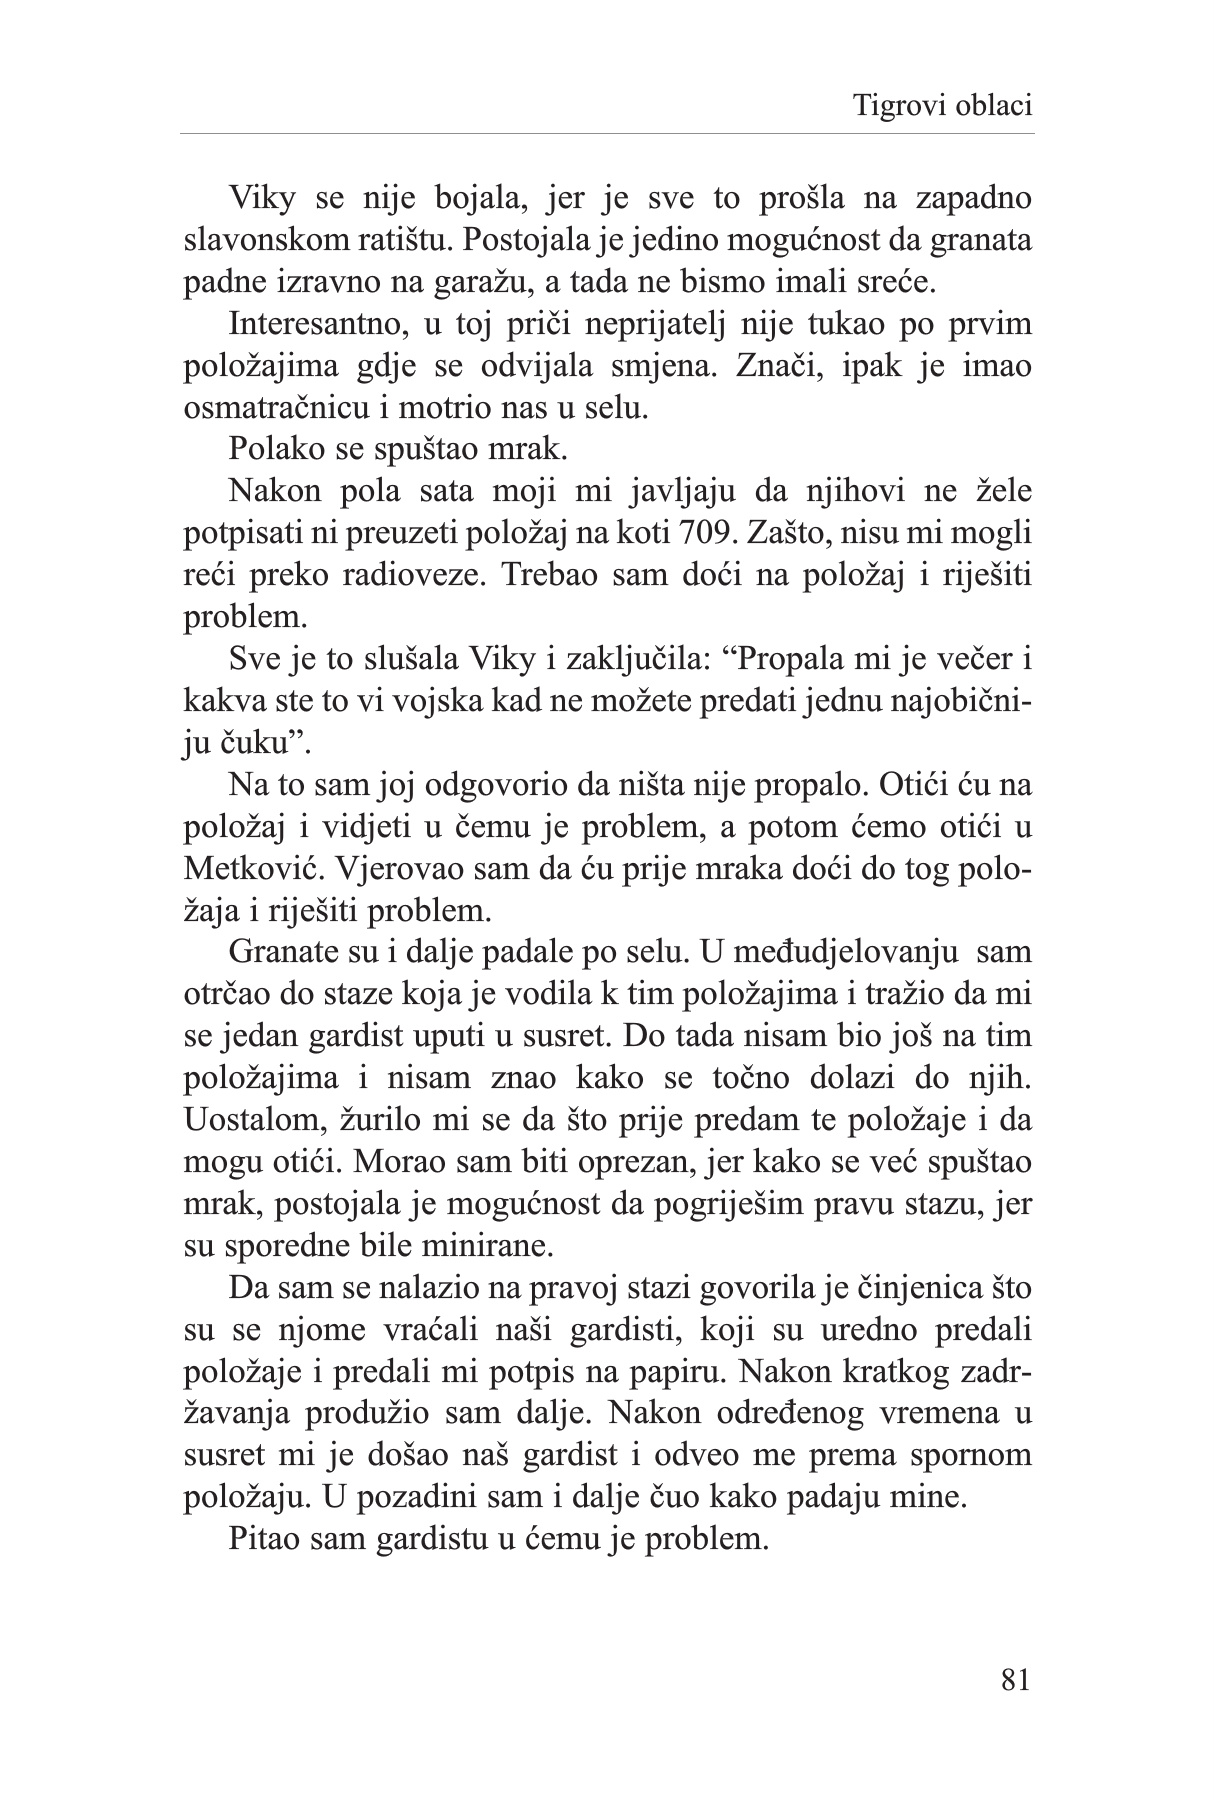 Tigrovi oblaci
Viky se nije bojala, jer je sve to prošla na zapadno
slavonskom ratištu. Postojala je jedino mogućnost da granata
padne izravno na garažu, a tada ne bismo imali sreće.
Interesantno, u toj priči neprijatelj nije tukao po prvim
položajima gdje se odvijala smjena. Znači, ipak je imao
osmatračnicu i motrio nas u selu.
Polako se spuštao mrak.
Nakon pola sata moji mi javljaju da njihovi ne žele
potpisati ni preuzeti položaj na koti 709. Zašto, nisu mi mogli
reći preko radioveze. Trebao sam doći na položaj i riješiti
problem.
Sve je to slušala Viky i zaključila: “Propala mi je večer i
kakva ste to vi vojska kad ne možete predati jednu najobični-
ju čuku”.
Na to sam joj odgovorio da ništa nije propalo. Otići ću na
položaj i vidjeti u čemu je problem, a potom ćemo otići u
Metković. Vjerovao sam da ću prije mraka doći do tog polo-
žaja i riješiti problem.
Granate su i dalje padale po selu. U međudjelovanju  sam
otrčao do staze koja je vodila k tim položajima i tražio da mi
se jedan gardist uputi u susret. Do tada nisam bio još na tim
položajima i nisam znao kako se točno dolazi do njih.
Uostalom, žurilo mi se da što prije predam te položaje i da
mogu otići. Morao sam biti oprezan, jer kako se već spuštao
mrak, postojala je mogućnost da pogriješim pravu stazu, jer
su sporedne bile minirane.
Da sam se nalazio na pravoj stazi govorila je činjenica što
su se njome vraćali naši gardisti, koji su uredno predali
položaje i predali mi potpis na papiru. Nakon kratkog zadr-
žavanja produžio sam dalje. Nakon određenog vremena u
susret mi je došao naš gardist i odveo me prema spornom
položaju. U pozadini sam i dalje čuo kako padaju mine.
Pitao sam gardistu u ćemu je problem.
81